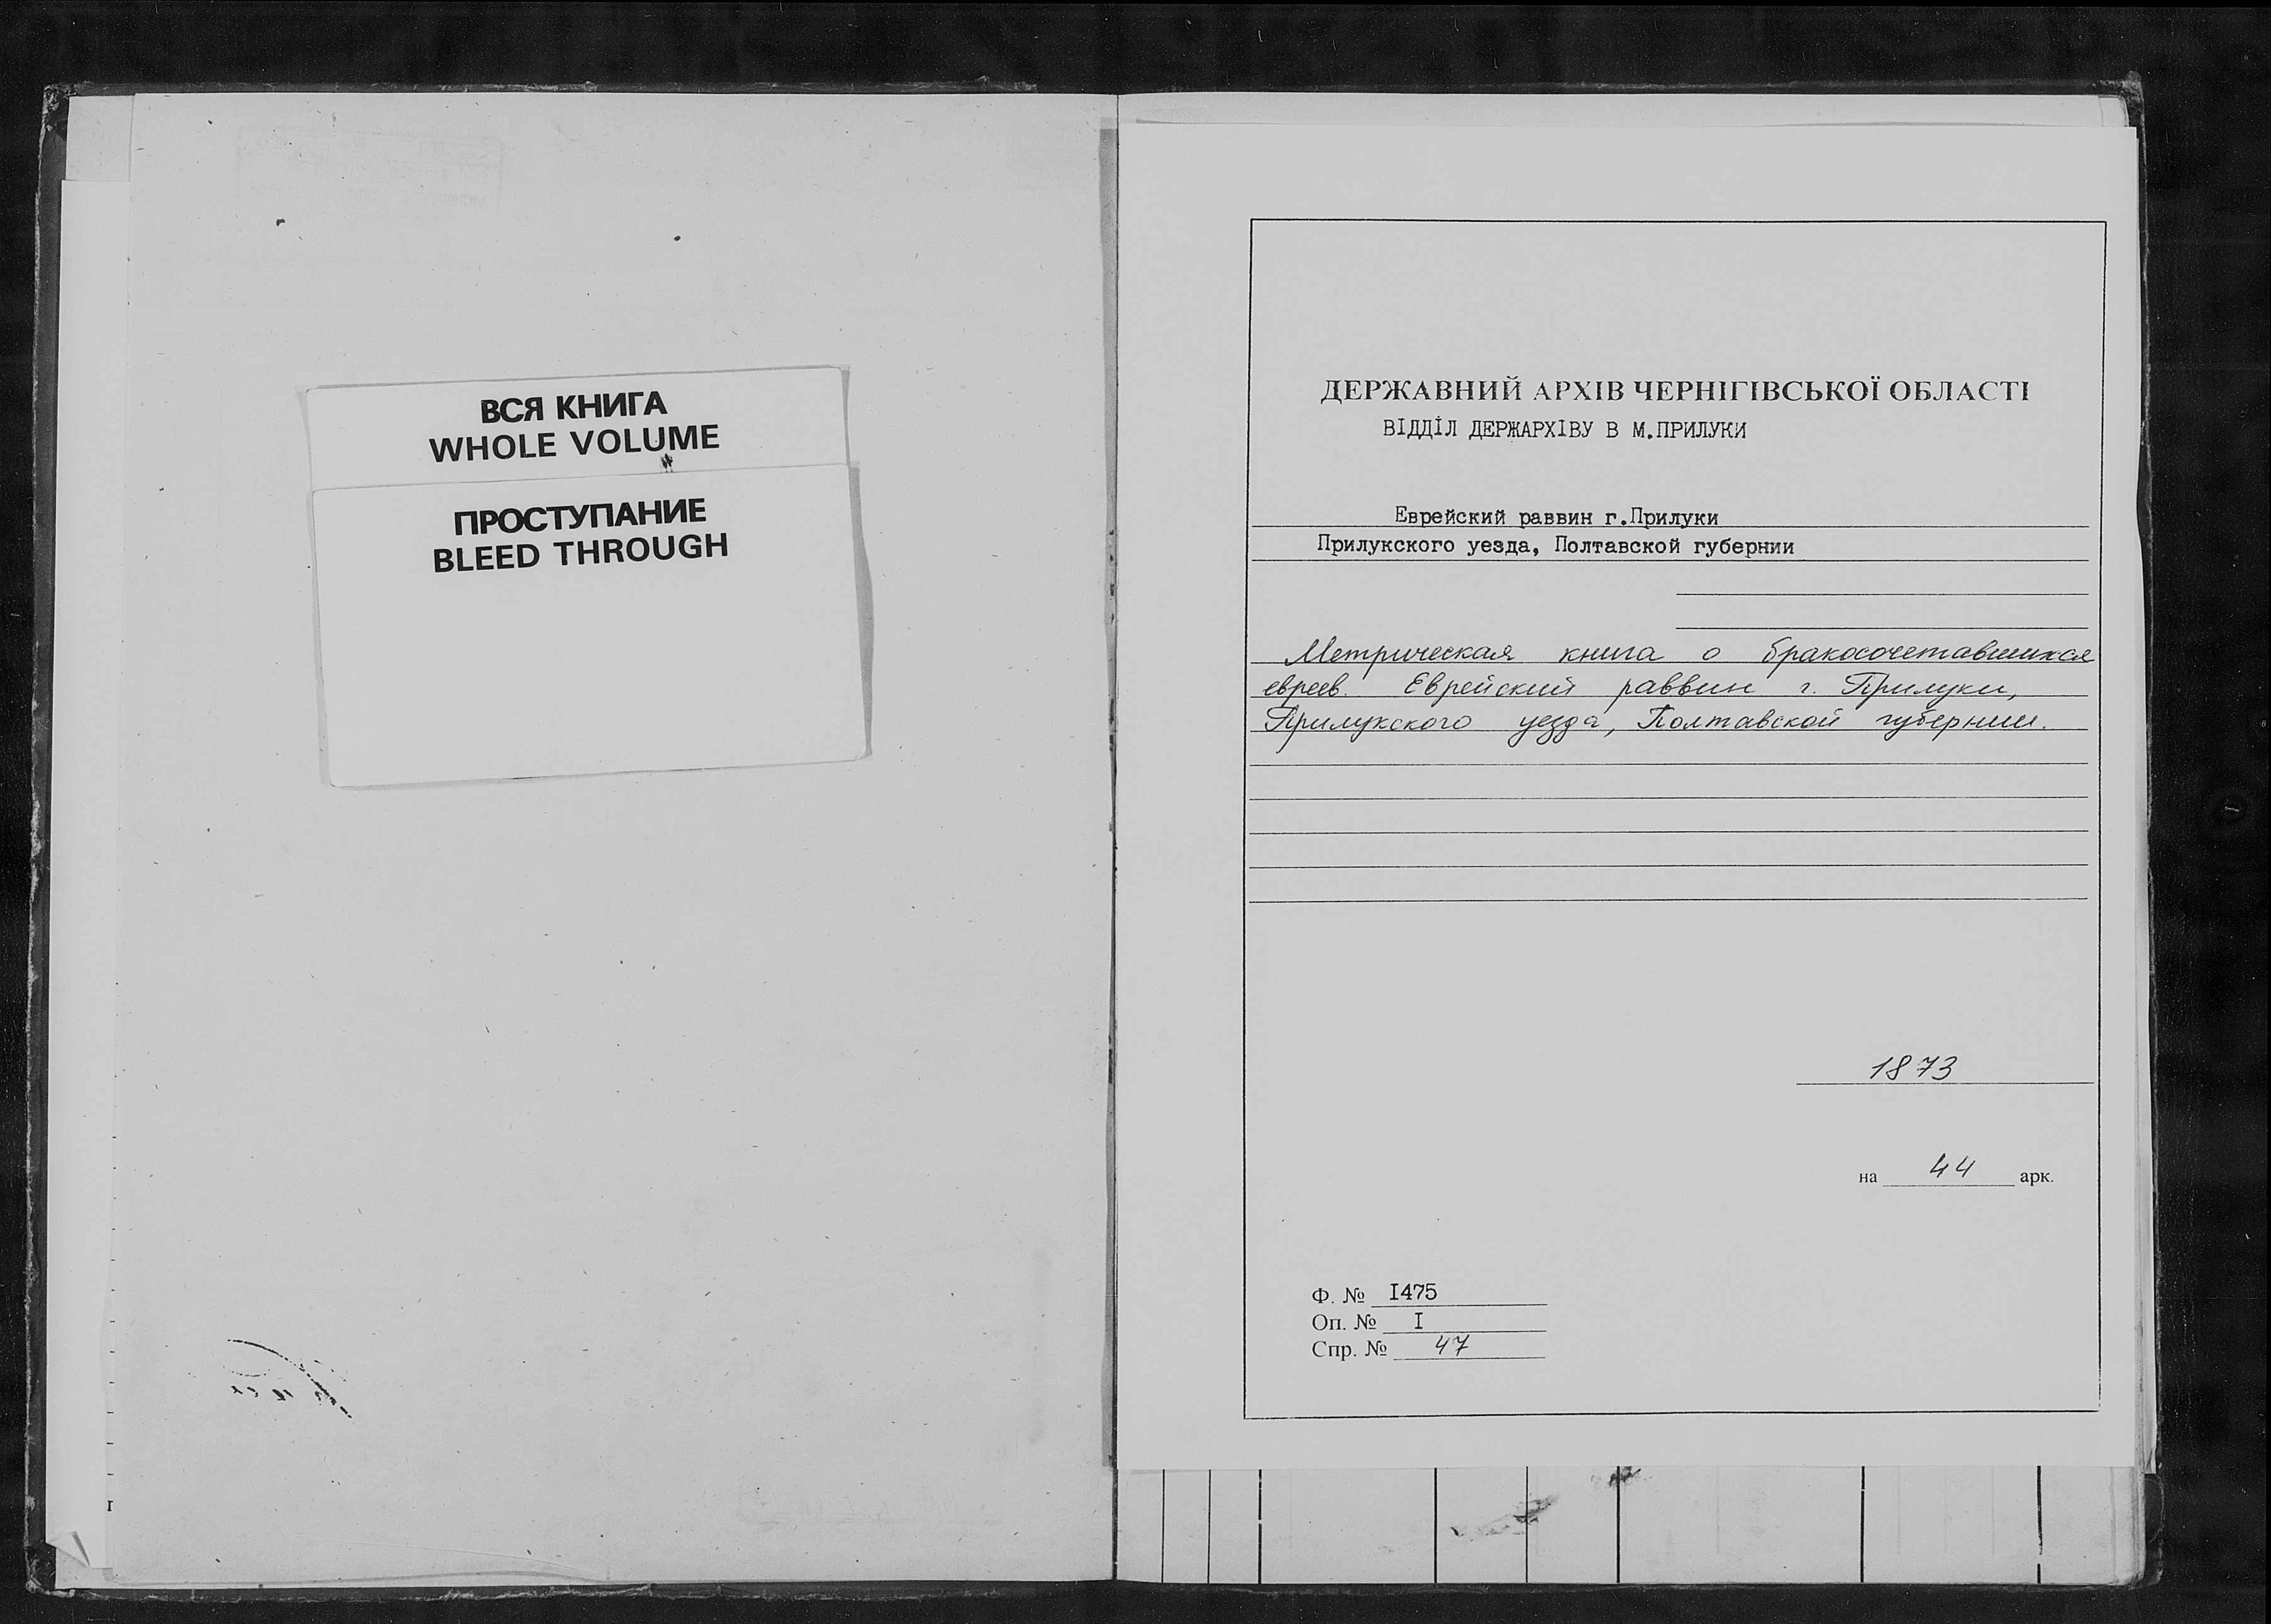 ВСЯ КНИГА
WHOLE VOLUME
ПРОСТУПАНИЕ
BLEED THROUGH
ДЕРЖАВНИЙ АРХІВ ЧЕРНІГІВСЬКОЇ ОБЛАСТІ
ВІДДІЛ ДЕРЖАРХІВУ В М.ПРИЛУКИ
Еврейский раввин г.Прилуки
Прилукского уезда, Полтавской губернии
Метрическая книга о бракосочетавшихся
евреев. Еврейский раввин г. Прилуки,
Прилукского уезда, Полтавской губернии.
1873
на 44 арк.
Ф. № I475
Оп. № I
Спр. № 47